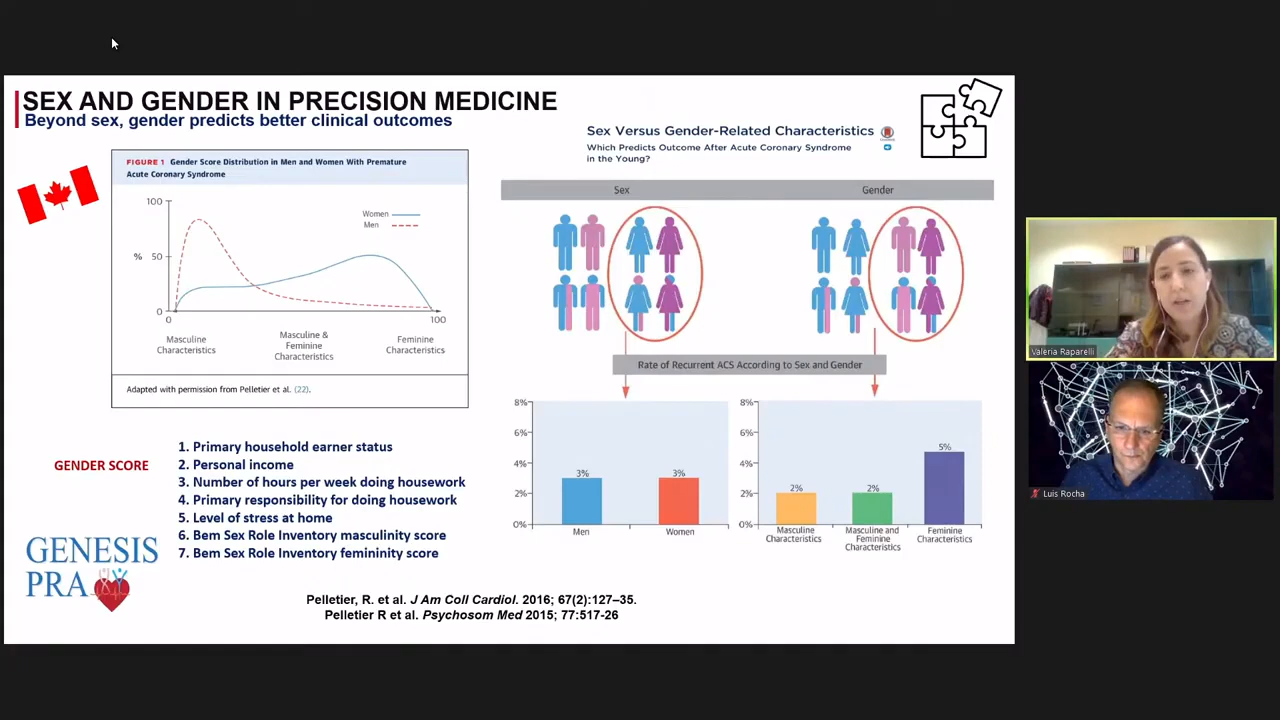 SEX AND GENDER IN PRECISION MEDICINE
Beyond sex, gender predicts better clinical outcomes
FIGURE 1 Gender Score Distribution in Men and Women With Premature
Acute Coronary Syndrome
100
Women
Men
%
50
0
0
100
Masculine
Characteristics
Masculine &
Feminine
Characteristics
Feminine
Characteristics
Adapted with permission from Pelletier et al. (22).
GENDER SCORE
1. Primary household earner status
2. Personal income
3. Number of hours per week doing housework
4. Primary responsibility for doing housework
5. Level of stress at home
6. Bem Sex Role Inventory masculinity score
7. Bem Sex Role Inventory femininity score
GENESIS
PRA
Sex Versus Gender-Related Characteristics
Which Predicts Outcome After Acute Coronary Syndrome
in the Young?
Sex
Gender
Rate of Recurrent ACS According to Sex and Gender
8%
6%
4%
2%
0%
3%
3%
Men
Women
8%
6%
4%
2%
0%
2%
2%
5%
Masculine
Characteristics
Masculine and
Feminine
Characteristics
Feminine
Characteristics
Pelletier, R. et al. J Am Coll Cardiol. 2016; 67(2):127–35.
Pelletier R et al. Psychosom Med 2015; 77:517-26
Valeria Raparelli
Luis Rocha